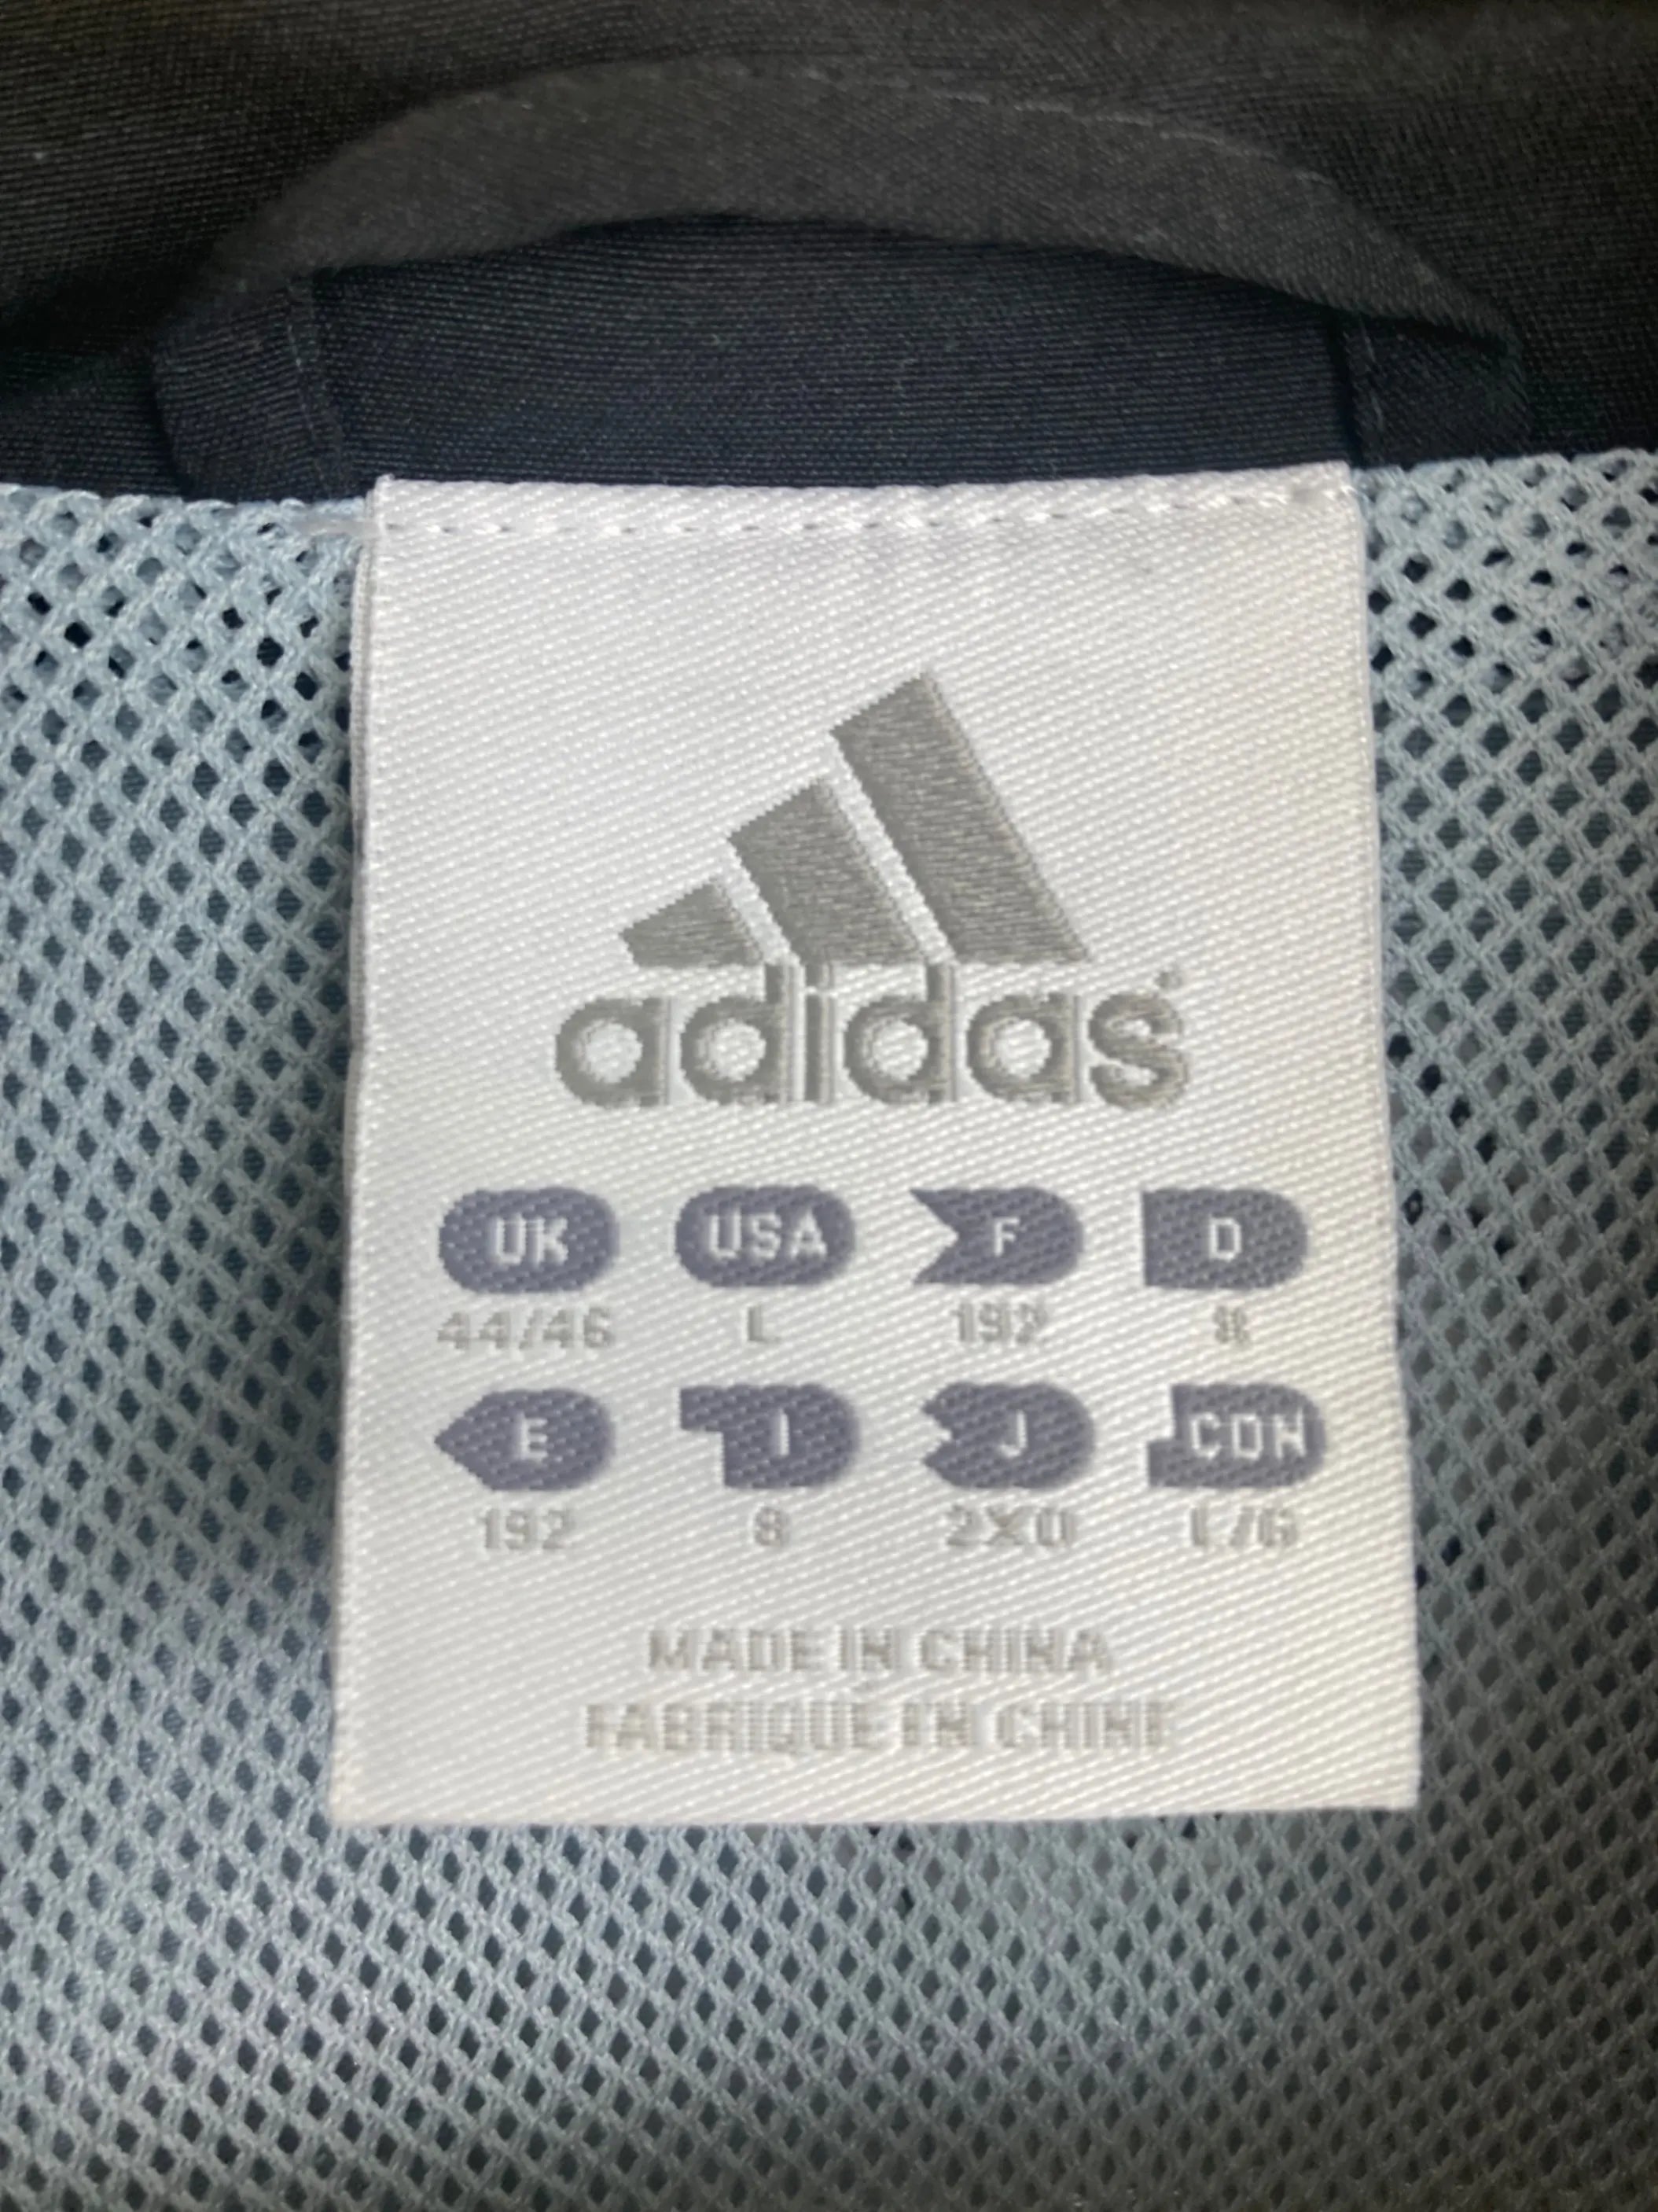 adidas
UK USA F D
44/46 L 192 8
E I J CDN
192 8 2XO L/G
MADE IN CHINA
FABRIQUE EN CHINE